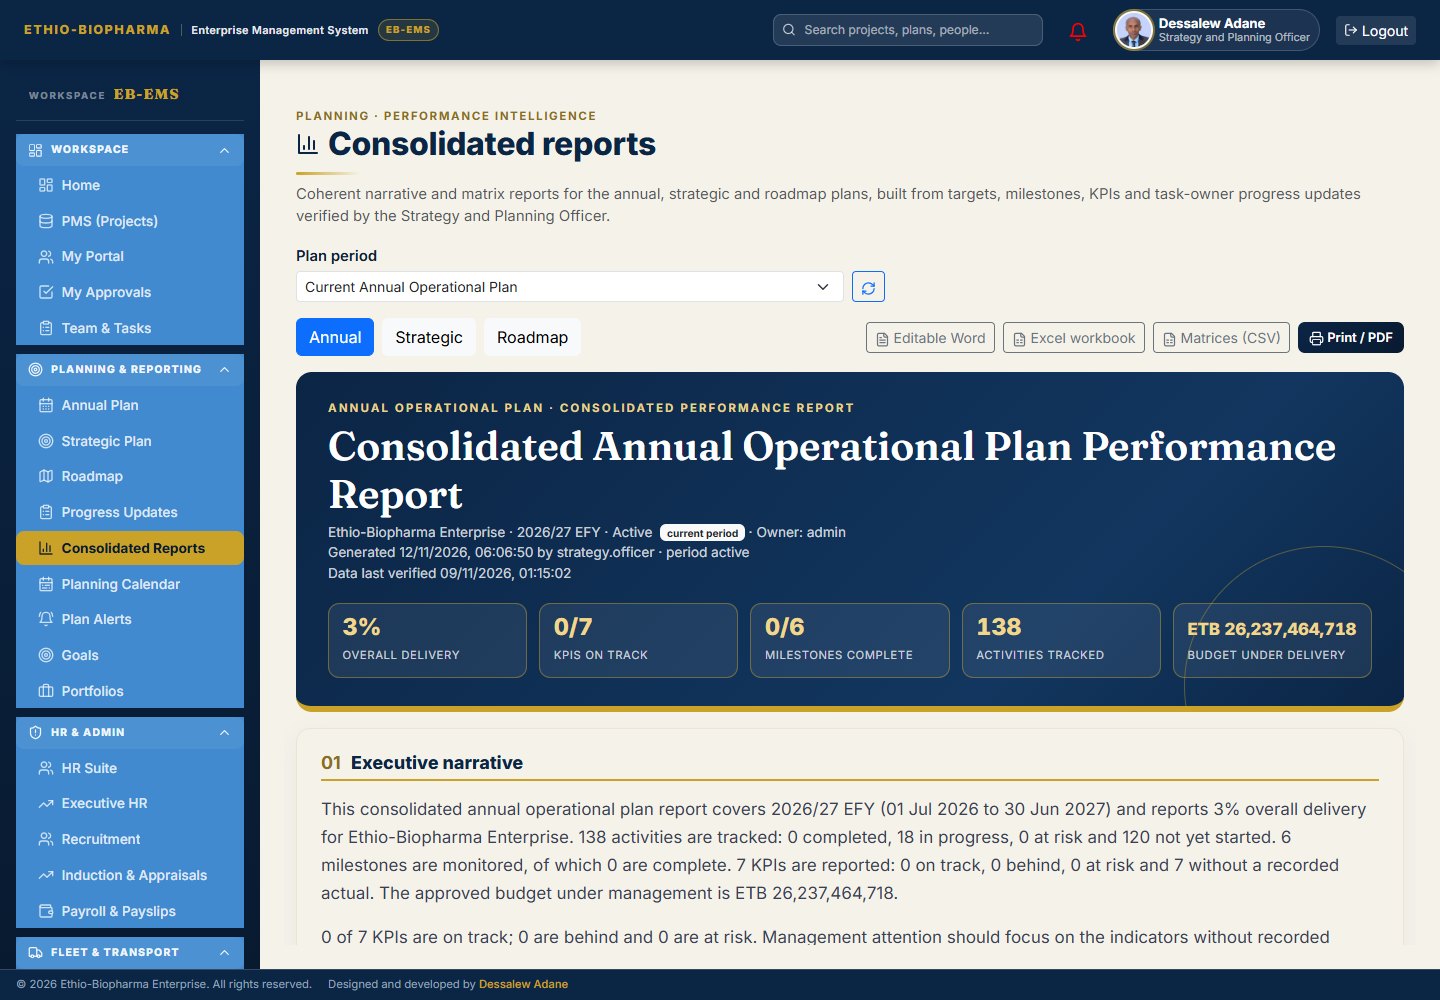 ETHIO-BIOPHARMA | Enterprise Management System EB-EMS
Search projects, plans, people...
Dessalew Adane
Strategy and Planning Officer
Logout
WORKSPACE EB-EMS
WORKSPACE
Home
PMS (Projects)
My Portal
My Approvals
Team & Tasks
PLANNING & REPORTING
Annual Plan
Strategic Plan
Roadmap
Progress Updates
Consolidated Reports
Planning Calendar
Plan Alerts
Goals
Portfolios
HR & ADMIN
HR Suite
Executive HR
Recruitment
Induction & Appraisals
Payroll & Payslips
FLEET & TRANSPORT
PLANNING · PERFORMANCE INTELLIGENCE
Consolidated reports
Coherent narrative and matrix reports for the annual, strategic and roadmap plans, built from targets, milestones, KPIs and task-owner progress updates
verified by the Strategy and Planning Officer.
Plan period
Current Annual Operational Plan
Annual Strategic Roadmap
Editable Word Excel workbook Matrices (CSV) Print / PDF
ANNUAL OPERATIONAL PLAN · CONSOLIDATED PERFORMANCE REPORT
Consolidated Annual Operational Plan Performance
Report
Ethio-Biopharma Enterprise · 2026/27 EFY · Active current period · Owner: admin
Generated 12/11/2026, 06:06:50 by strategy.officer · period active
Data last verified 09/11/2026, 01:15:02
3%
OVERALL DELIVERY
0/7
KPIS ON TRACK
0/6
MILESTONES COMPLETE
138
ACTIVITIES TRACKED
ETB 26,237,464,718
BUDGET UNDER DELIVERY
01 Executive narrative
This consolidated annual operational plan report covers 2026/27 EFY (01 Jul 2026 to 30 Jun 2027) and reports 3% overall delivery
for Ethio-Biopharma Enterprise. 138 activities are tracked: 0 completed, 18 in progress, 0 at risk and 120 not yet started. 6
milestones are monitored, of which 0 are complete. 7 KPIs are reported: 0 on track, 0 behind, 0 at risk and 7 without a recorded
actual. The approved budget under management is ETB 26,237,464,718.
0 of 7 KPIs are on track; 0 are behind and 0 are at risk. Management attention should focus on the indicators without recorded
© 2026 Ethio-Biopharma Enterprise. All rights reserved. Designed and developed by Dessalew Adane